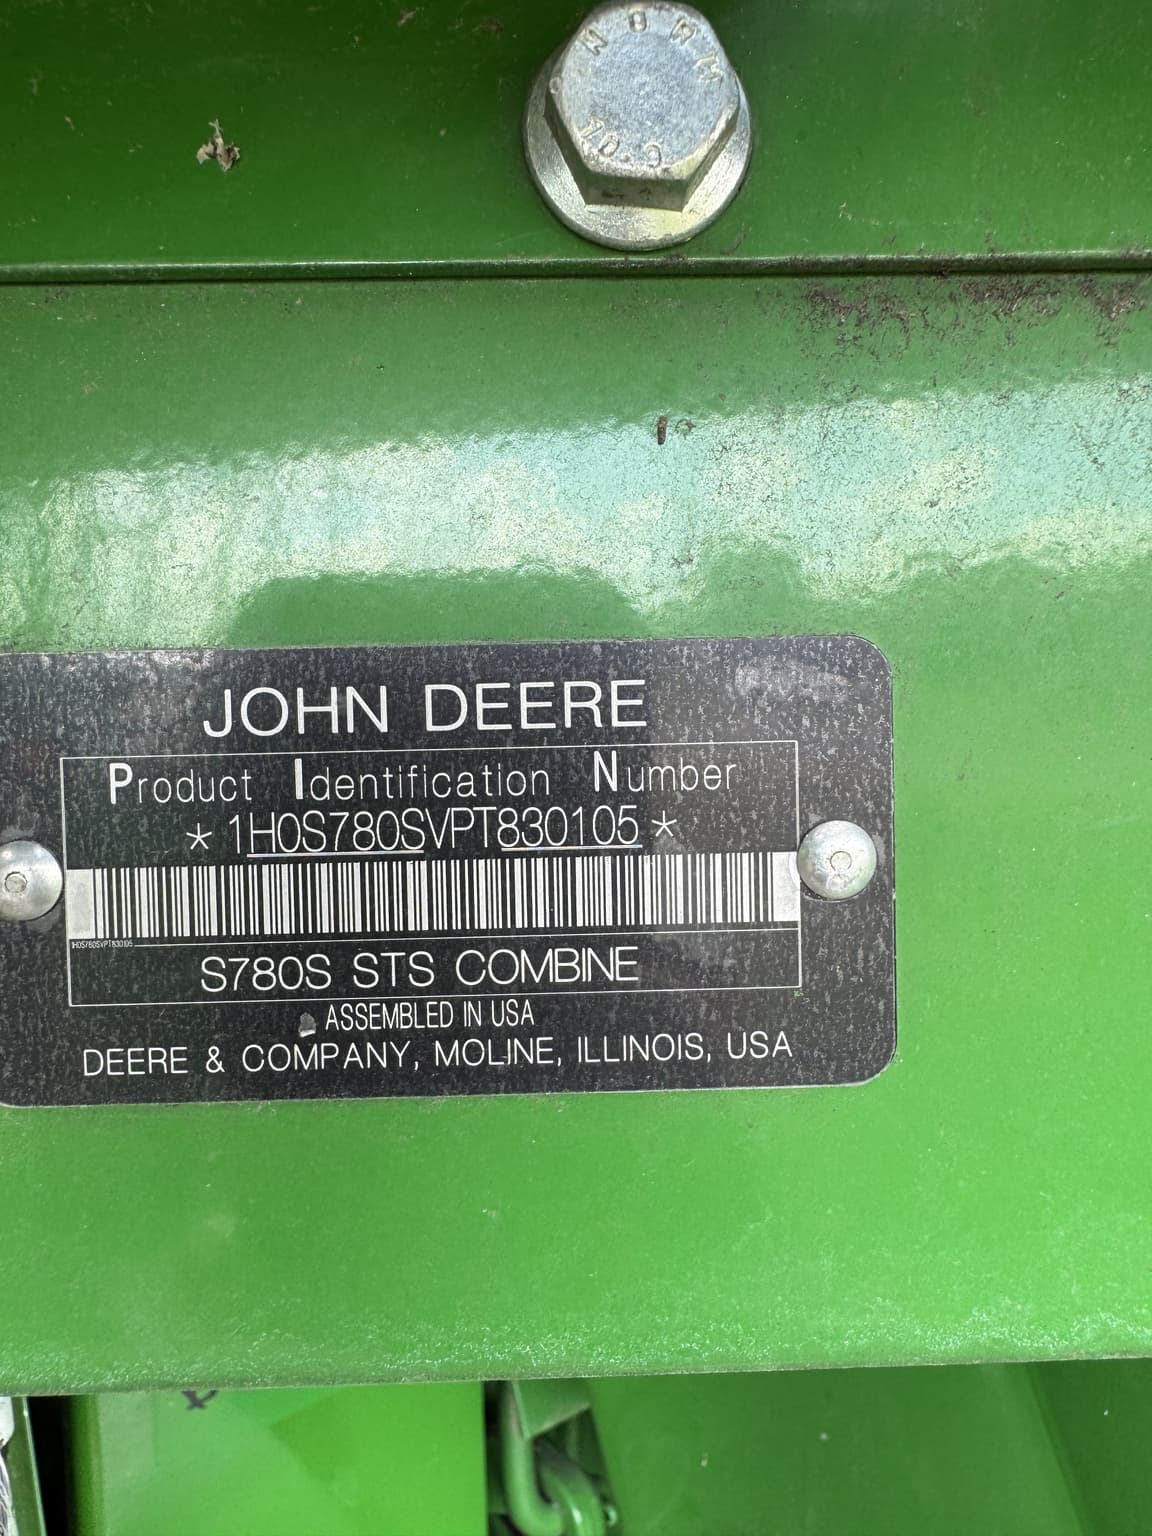 NORM
10.9
JOHN DEERE
Product Identification Number
* 1H0S780SVPT830105 *
1H0S780SVPT830105
S780S STS COMBINE
ASSEMBLED IN USA
DEERE & COMPANY, MOLINE, ILLINOIS, USA